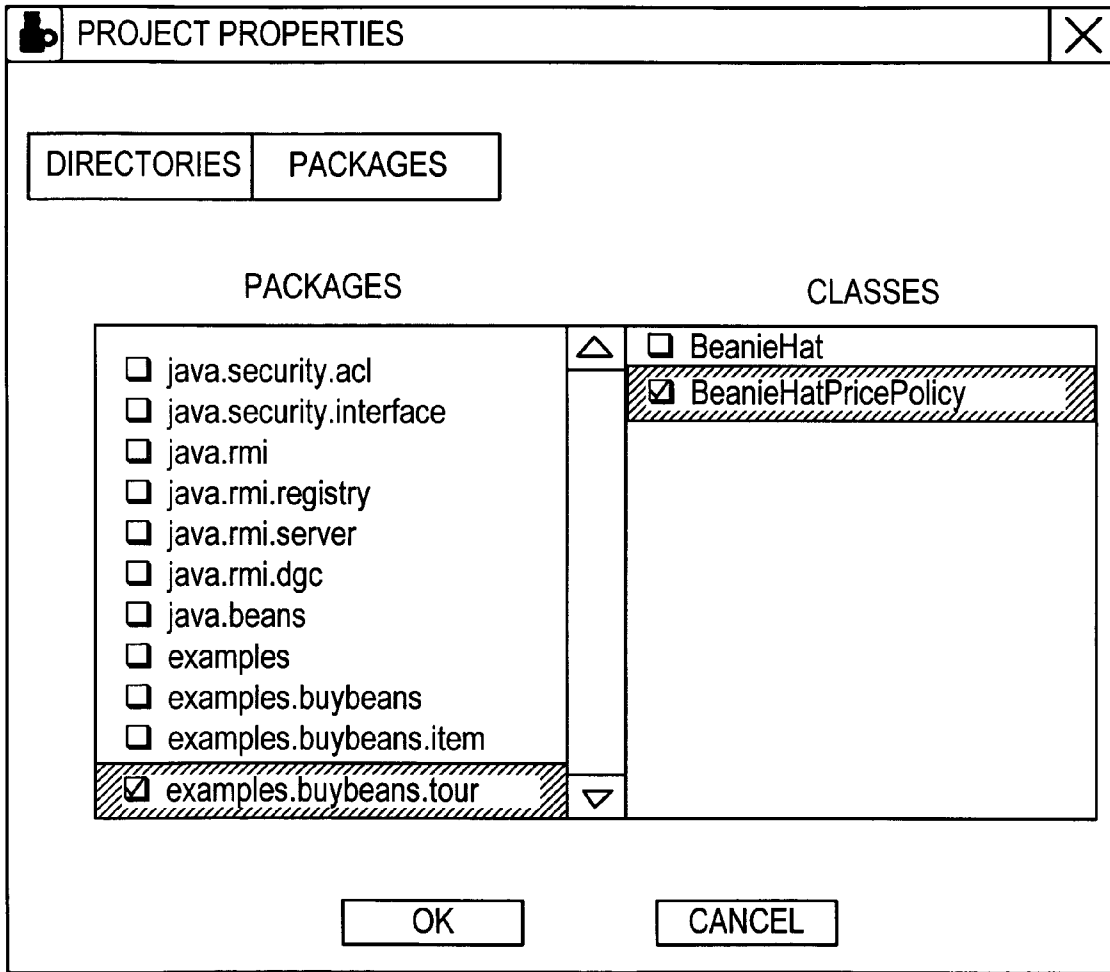 PROJECT PROPERTIES
DIRECTORIES PACKAGES
PACKAGES
java.security.acl
java.security.interface
java.rmi
java.rmi.registry
java.rmi.server
java.rmi.dgc
java.beans
examples
examples.buybeans
examples.buybeans.item
examples.buybeans.tour
CLASSES
BeanieHat
BeanieHatPricePolicy
OK CANCEL